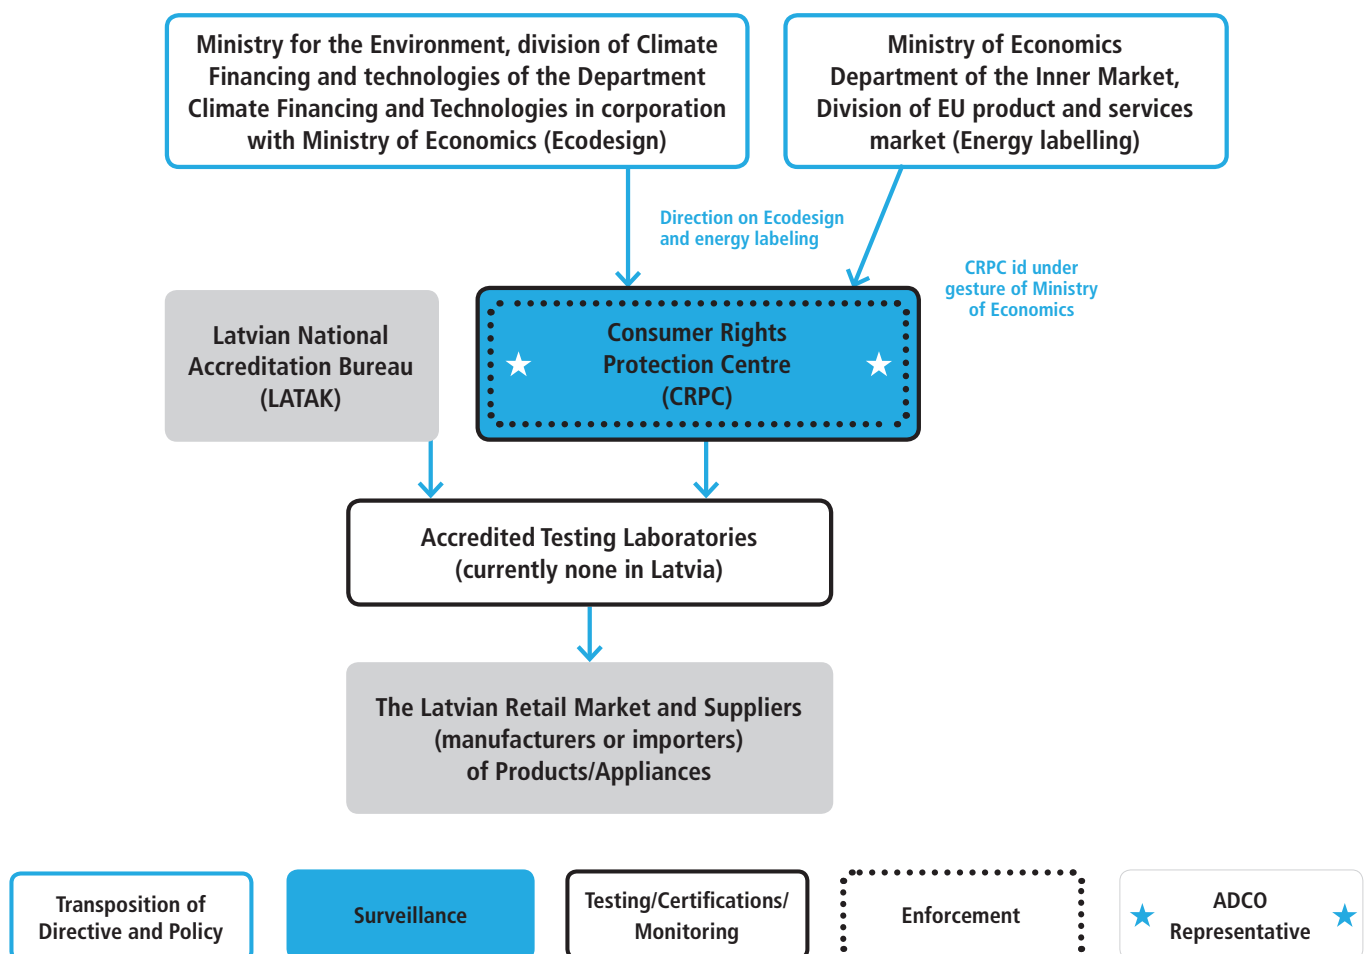 Ministry for the Environment, division of Climate
Financing and technologies of the Department
Climate Financing and Technologies in corporation
with Ministry of Economics (Ecodesign)
Ministry of Economics
Department of the Inner Market,
Division of EU product and services
market (Energy labelling)
Direction on Ecodesign
and energy labeling
CRPC id under
gesture of Ministry
of Economics
Latvian National
Accreditation Bureau
(LATAK)
Consumer Rights
Protection Centre
(CRPC)
Accredited Testing Laboratories
(currently none in Latvia)
The Latvian Retail Market and Suppliers
(manufacturers or importers)
of Products/Appliances
Transposition of
Directive and Policy
Surveillance
Testing/Certifications/
Monitoring
Enforcement
ADCO
Representative